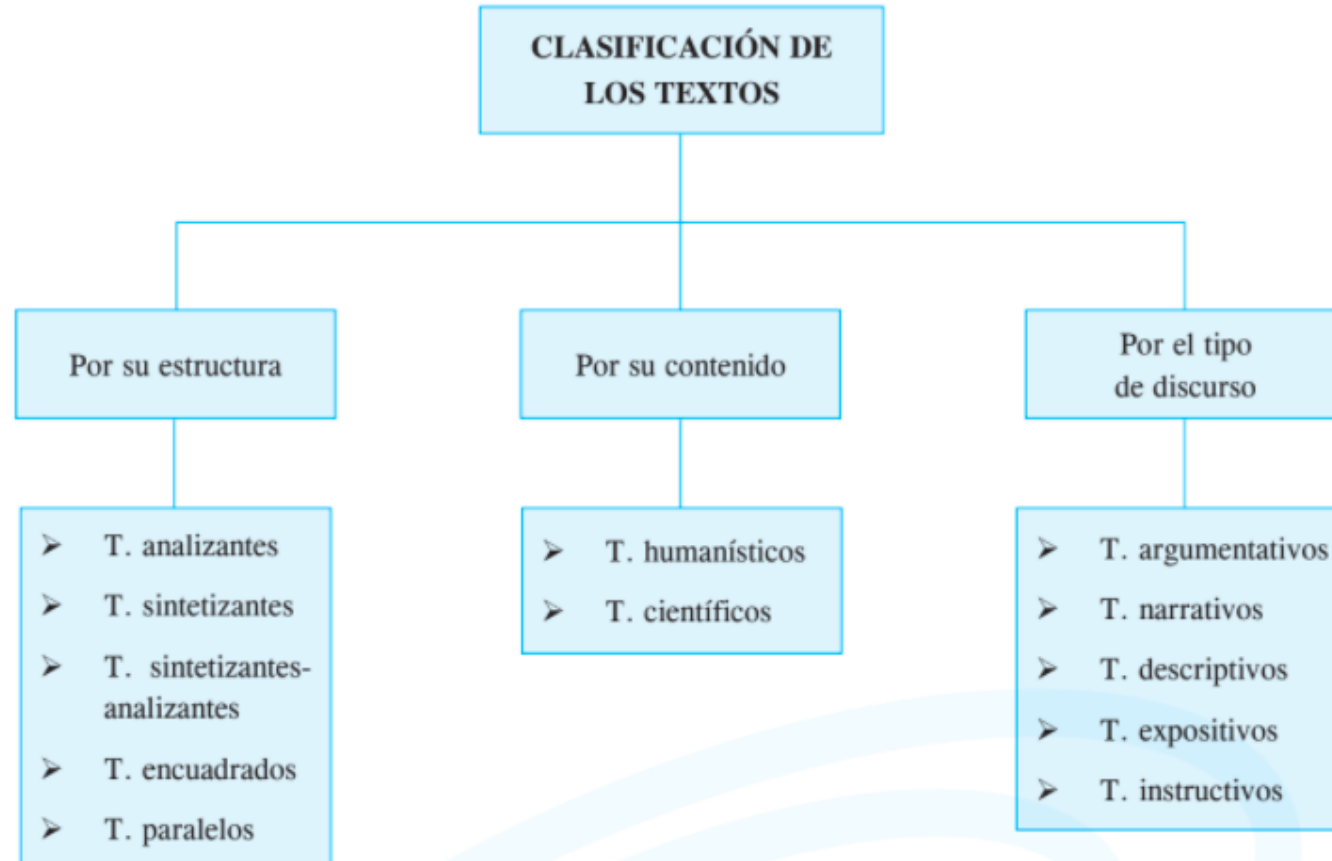 CLASIFICACIÓN DE
LOS TEXTOS
Por su estructura
➢ T. analizantes
➢ T. sintetizantes
➢ T. sintetizantes-
analizantes
➢ T. encuadrados
➢ T. paralelos
Por su contenido
➢ T. humanísticos
➢ T. científicos
Por el tipo
de discurso
➢ T. argumentativos
➢ T. narrativos
➢ T. descriptivos
➢ T. expositivos
➢ T. instructivos